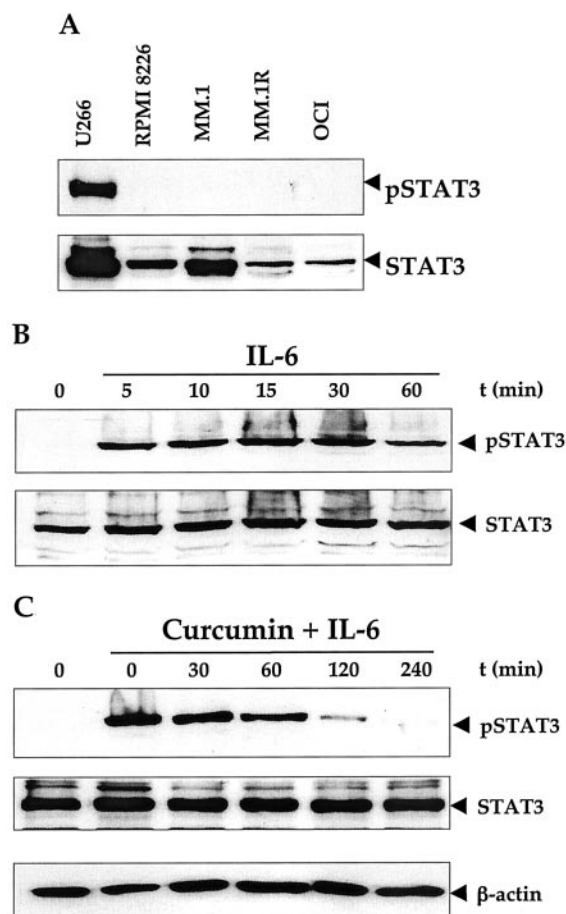 A
U266 RPMI 8226 MM.1 MM.1R OCI
◄ pSTAT3
◄ STAT3
B
IL-6
0 5 10 15 30 60 t (min)
◄ pSTAT3
◄ STAT3
C
Curcumin + IL-6
0 0 30 60 120 240 t (min)
◄ pSTAT3
◄ STAT3
◄ β-actin